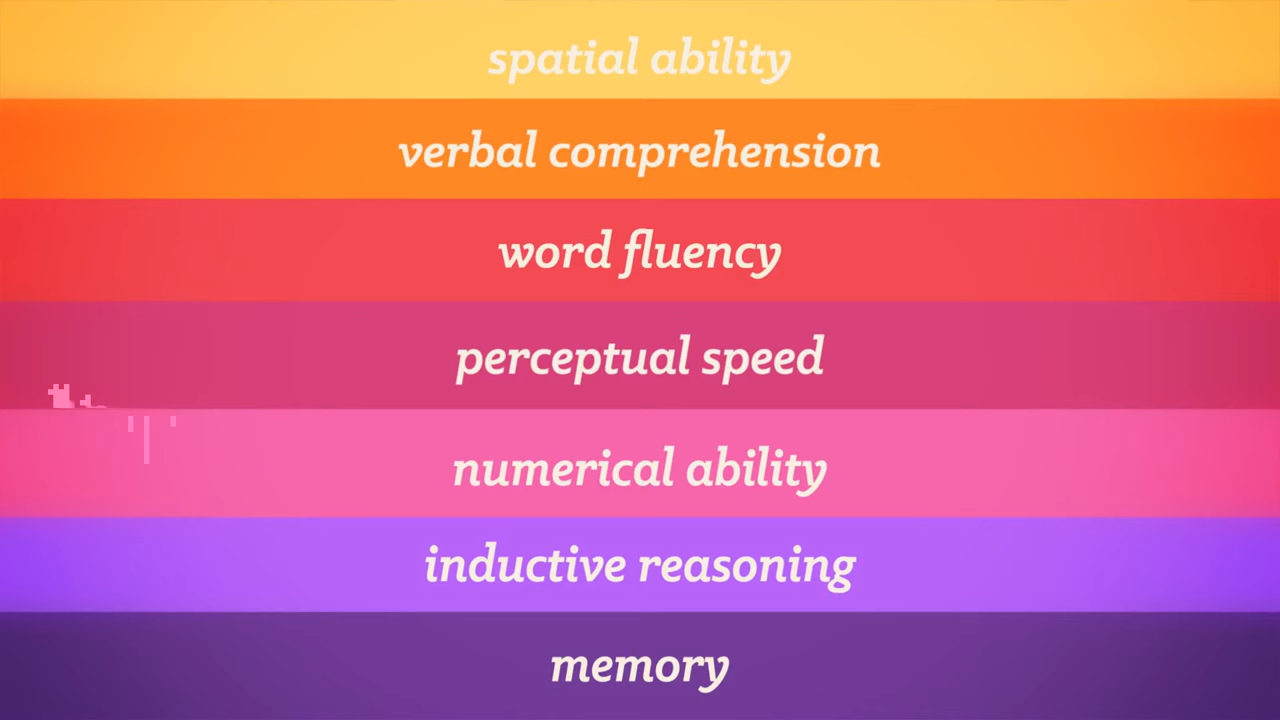 spatial ability
verbal comprehension
word fluency
perceptual speed
numerical ability
inductive reasoning
memory